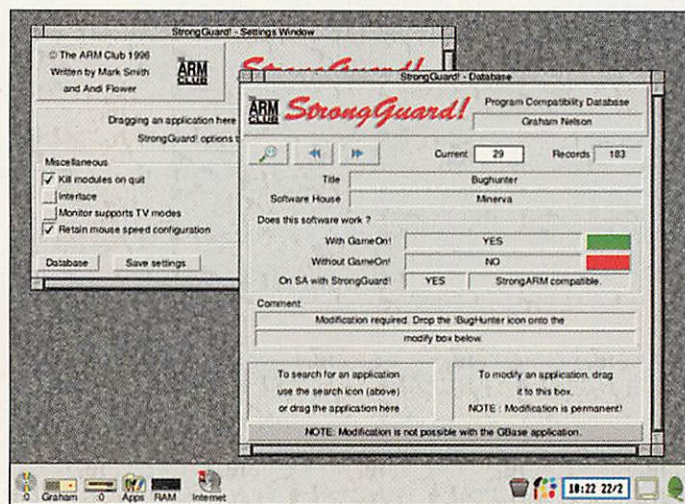 StrongGuard! - Settings Window
© The ARM Club 1996
Written by Mark Smith
and Andi Flower
ARM
CLUB
Dragging an application here
StrongGuard! options t
Miscellaneous
Kill modules on quit
Interface
Monitor supports TV modes
Retain mouse speed configuration
Database
Save settings
StrongGuard! - Database
ARM
CLUB
StrongGuard!
Program Compatibility Database
Graham Nelson
Current 29 Records 183
Title Bughunter
Software House Minerva
Does this software work ?
With GameOn! YES
Without GameOn! NO
On SA with StrongGuard! YES StrongARM compatible.
Comment
Modification required. Drop the !BugHunter icon onto the
modify box below.
To search for an application
use the search icon (above)
or drag the application here
To modify an application, drag
it to this box.
NOTE : Modification is permanent!
NOTE: Modification is not possible with the GBase application.
:0 Graham :0 Apps RAM Internet
10:22 22/2